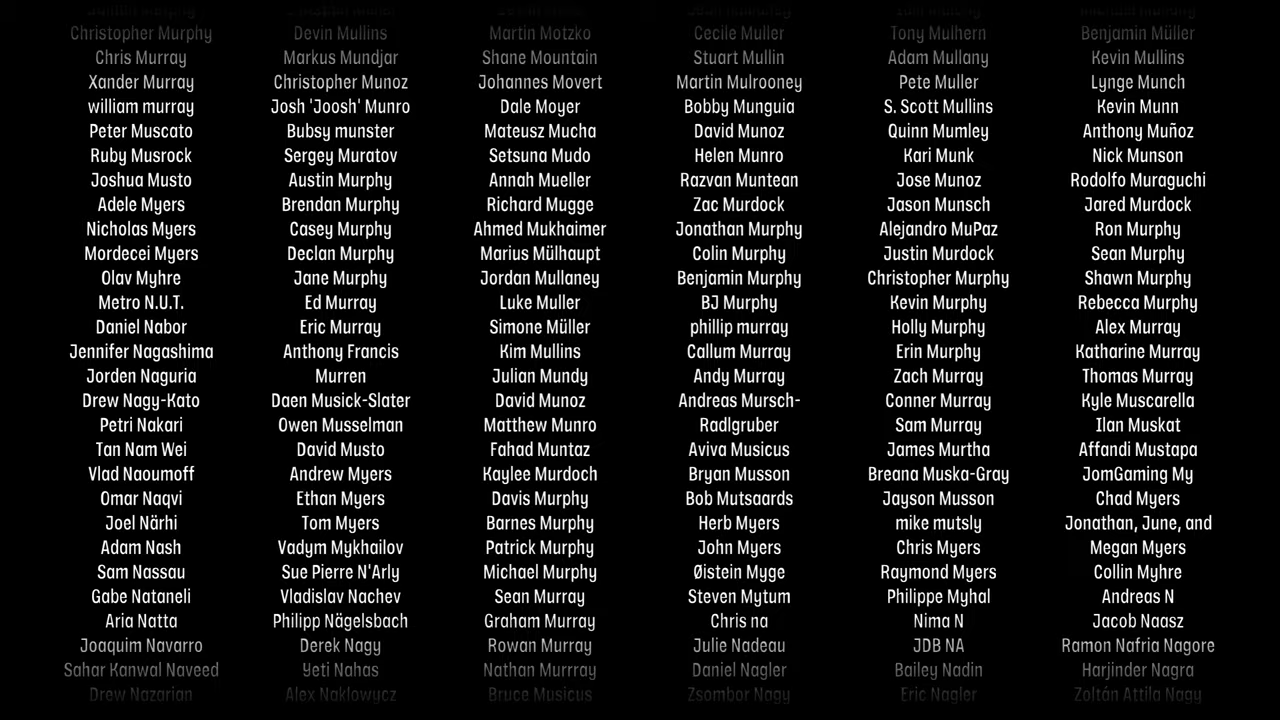 Christopher Murphy
Chris Murray
Xander Murray
william murray
Peter Muscato
Ruby Musrock
Joshua Musto
Adele Myers
Nicholas Myers
Mordecei Myers
Olav Myhre
Metro N.U.T.
Daniel Nabor
Jennifer Nagashima
Jorden Naguria
Drew Nagy-Kato
Petri Nakari
Tan Nam Wei
Vlad Naoumoff
Omar Naqvi
Joel Närhi
Adam Nash
Sam Nassau
Gabe Nataneli
Aria Natta
Joaquim Navarro
Sahar Kanwal Naveed
Drew Nazarian
Devin Mullins
Markus Mundjar
Christopher Munoz
Josh 'Joosh' Munro
Bubsy munster
Sergey Muratov
Austin Murphy
Brendan Murphy
Casey Murphy
Declan Murphy
Jane Murphy
Ed Murray
Eric Murray
Anthony Francis
Murren
Daen Musick-Slater
Owen Musselman
David Musto
Andrew Myers
Ethan Myers
Tom Myers
Vadym Mykhailov
Sue Pierre N'Arly
Vladislav Nachev
Philipp Nägelsbach
Derek Nagy
Yeti Nahas
Alex Naklowycz
Martin Motzko
Shane Mountain
Johannes Movert
Dale Moyer
Mateusz Mucha
Setsuna Mudo
Annah Mueller
Richard Mugge
Ahmed Mukhaimer
Marius Mülhaupt
Jordan Mullaney
Luke Muller
Simone Müller
Kim Mullins
Julian Mundy
David Munoz
Matthew Munro
Fahad Muntaz
Kaylee Murdoch
Davis Murphy
Barnes Murphy
Patrick Murphy
Michael Murphy
Sean Murray
Graham Murray
Rowan Murray
Nathan Murrray
Bruce Musicus
Cecile Muller
Stuart Mullin
Martin Mulrooney
Bobby Munguia
David Munoz
Helen Munro
Razvan Muntean
Zac Murdock
Jonathan Murphy
Colin Murphy
Benjamin Murphy
BJ Murphy
phillip murray
Callum Murray
Andy Murray
Andreas Mursch-
Radlgruber
Aviva Musicus
Bryan Musson
Bob Mutsaards
Herb Myers
John Myers
Øistein Myge
Steven Mytum
Chris na
Julie Nadeau
Daniel Nagler
Zsombor Nagy
Tony Mulhern
Adam Mullany
Pete Muller
S. Scott Mullins
Quinn Mumley
Kari Munk
Jose Munoz
Jason Munsch
Alejandro MuPaz
Justin Murdock
Christopher Murphy
Kevin Murphy
Holly Murphy
Erin Murphy
Zach Murray
Conner Murray
Sam Murray
James Murtha
Breana Muska-Gray
Jayson Musson
mike mutsly
Chris Myers
Raymond Myers
Philippe Myhal
Nima N
JDB NA
Bailey Nadin
Eric Nagler
Benjamin Müller
Kevin Mullins
Lynge Munch
Kevin Munn
Anthony Muñoz
Nick Munson
Rodolfo Muraguchi
Jared Murdock
Ron Murphy
Sean Murphy
Shawn Murphy
Rebecca Murphy
Alex Murray
Katharine Murray
Thomas Murray
Kyle Muscarella
Ilan Muskat
Affandi Mustapa
JomGaming My
Chad Myers
Jonathan, June, and
Megan Myers
Collin Myhre
Andreas N
Jacob Naasz
Ramon Nafria Nagore
Harjinder Nagra
Zoltán Attila Nagy